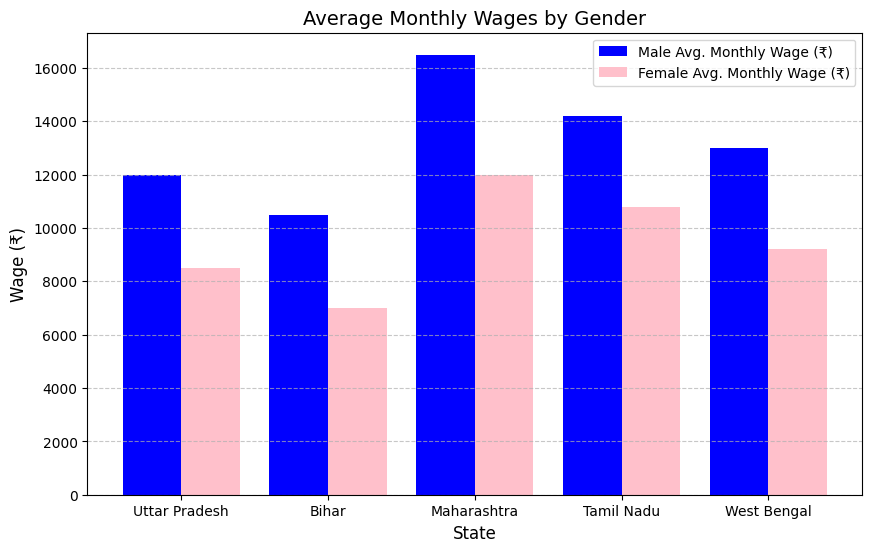 Average Monthly Wages by Gender
Male Avg. Monthly Wage (₹)
Female Avg. Monthly Wage (₹)
Wage (₹)
16000
14000
12000
10000
8000
6000
4000
2000
0
Uttar Pradesh
Bihar
Maharashtra
Tamil Nadu
West Bengal
State